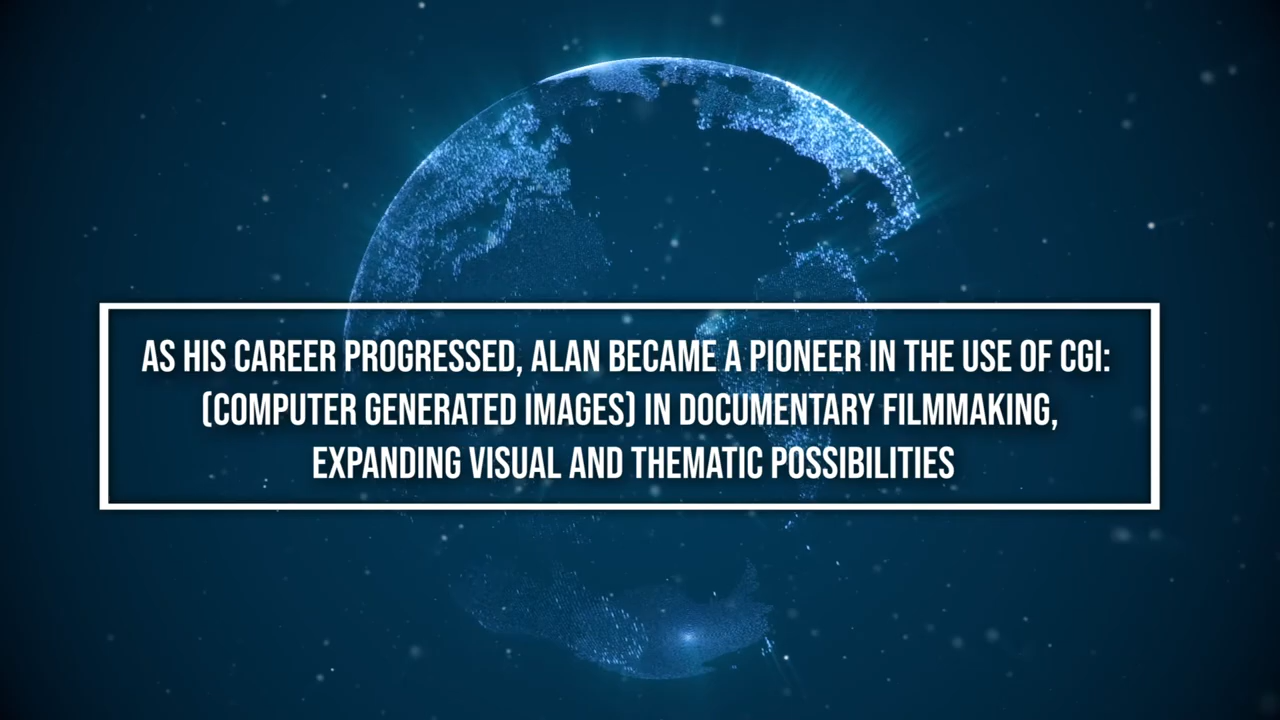 AS HIS CAREER PROGRESSED, ALAN BECAME A PIONEER IN THE USE OF CGI:
(COMPUTER GENERATED IMAGES) IN DOCUMENTARY FILMMAKING,
EXPANDING VISUAL AND THEMATIC POSSIBILITIES